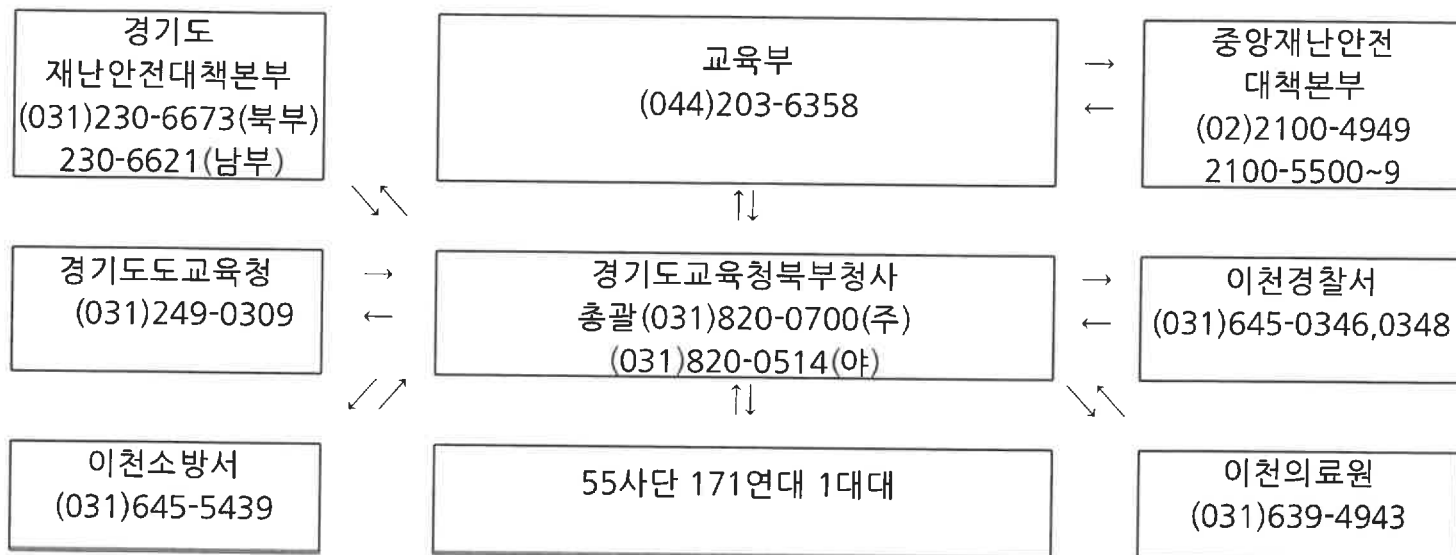 경기도
재난안전대책본부
(031)230-6673(북부)
230-6621(남부)
교육부
(044)203-6358
→
←
중앙재난안전
대책본부
(02)2100-4949
2100-5500~9
↘↖
↑↓
경기도도교육청
(031)249-0309
→
←
경기도교육청북부청사
총괄(031)820-0700(주)
(031)820-0514(야)
→
←
이천경찰서
(031)645-0346,0348
↙↗
↑↓
↘↖
이천소방서
(031)645-5439
55사단 171연대 1대대
이천의료원
(031)639-4943